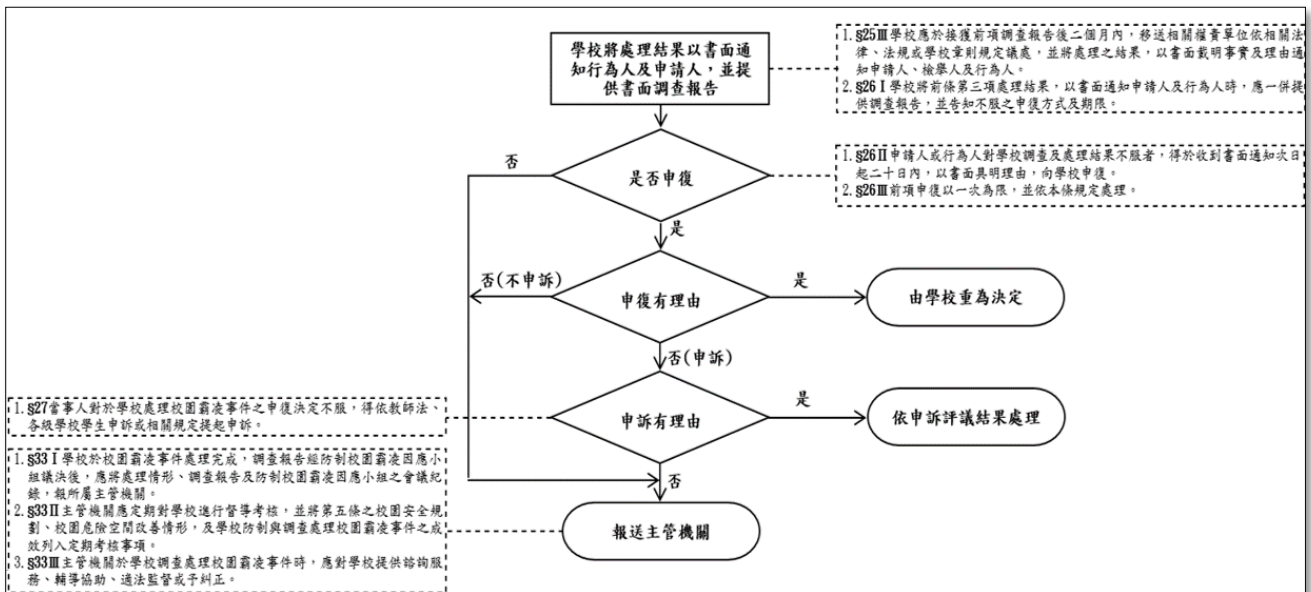 學校將處理結果以書面通
知行為人及申請人，並提
供書面調查報告
1. §25Ⅲ學校應於接獲前項調查報告後二個月內，移送相關權責單位依相關法
律、法規或學校章則規定議處，並將處理之結果，以書面載明事實及理由通
知申請人、檢舉人及行為人。
2. §26Ⅰ學校將前條第三項處理結果，以書面通知申請人及行為人時，應一併提
供調查報告，並告知不服之申復方式及期限。
否
是否申復
1. §26Ⅱ申請人或行為人對學校調查及處理結果不服者，得於收到書面通知次日
起二十日內，以書面具明理由，向學校申復。
2. §26Ⅲ前項申復以一次為限，並依本條規定處理。
是
否(不申訴)
申復有理由
是
由學校重為決定
否(申訴)
1. §27當事人對於學校處理校園霸凌事件之申復決定不服，得依教師法、
各級學校學生申訴或相關規定提起申訴。
申訴有理由
是
依申訴評議結果處理
否
1. §33Ⅰ學校於校園霸凌事件處理完成，調查報告經防制校園霸凌因應小
組議決後，應將處理情形、調查報告及防制校園霸凌因應小組之會議紀
錄，報所屬主管機關。
2. §33Ⅱ主管機關應定期對學校進行督導考核，並將第五條之校園安全規
劃、校園危險空間改善情形，及學校防制與調查處理校園霸凌事件之成
效列入定期考核事項。
3. §33Ⅲ主管機關於學校調查處理校園霸凌事件時，應對學校提供諮詢服
務、輔導協助、適法監督或予糾正。
報送主管機關